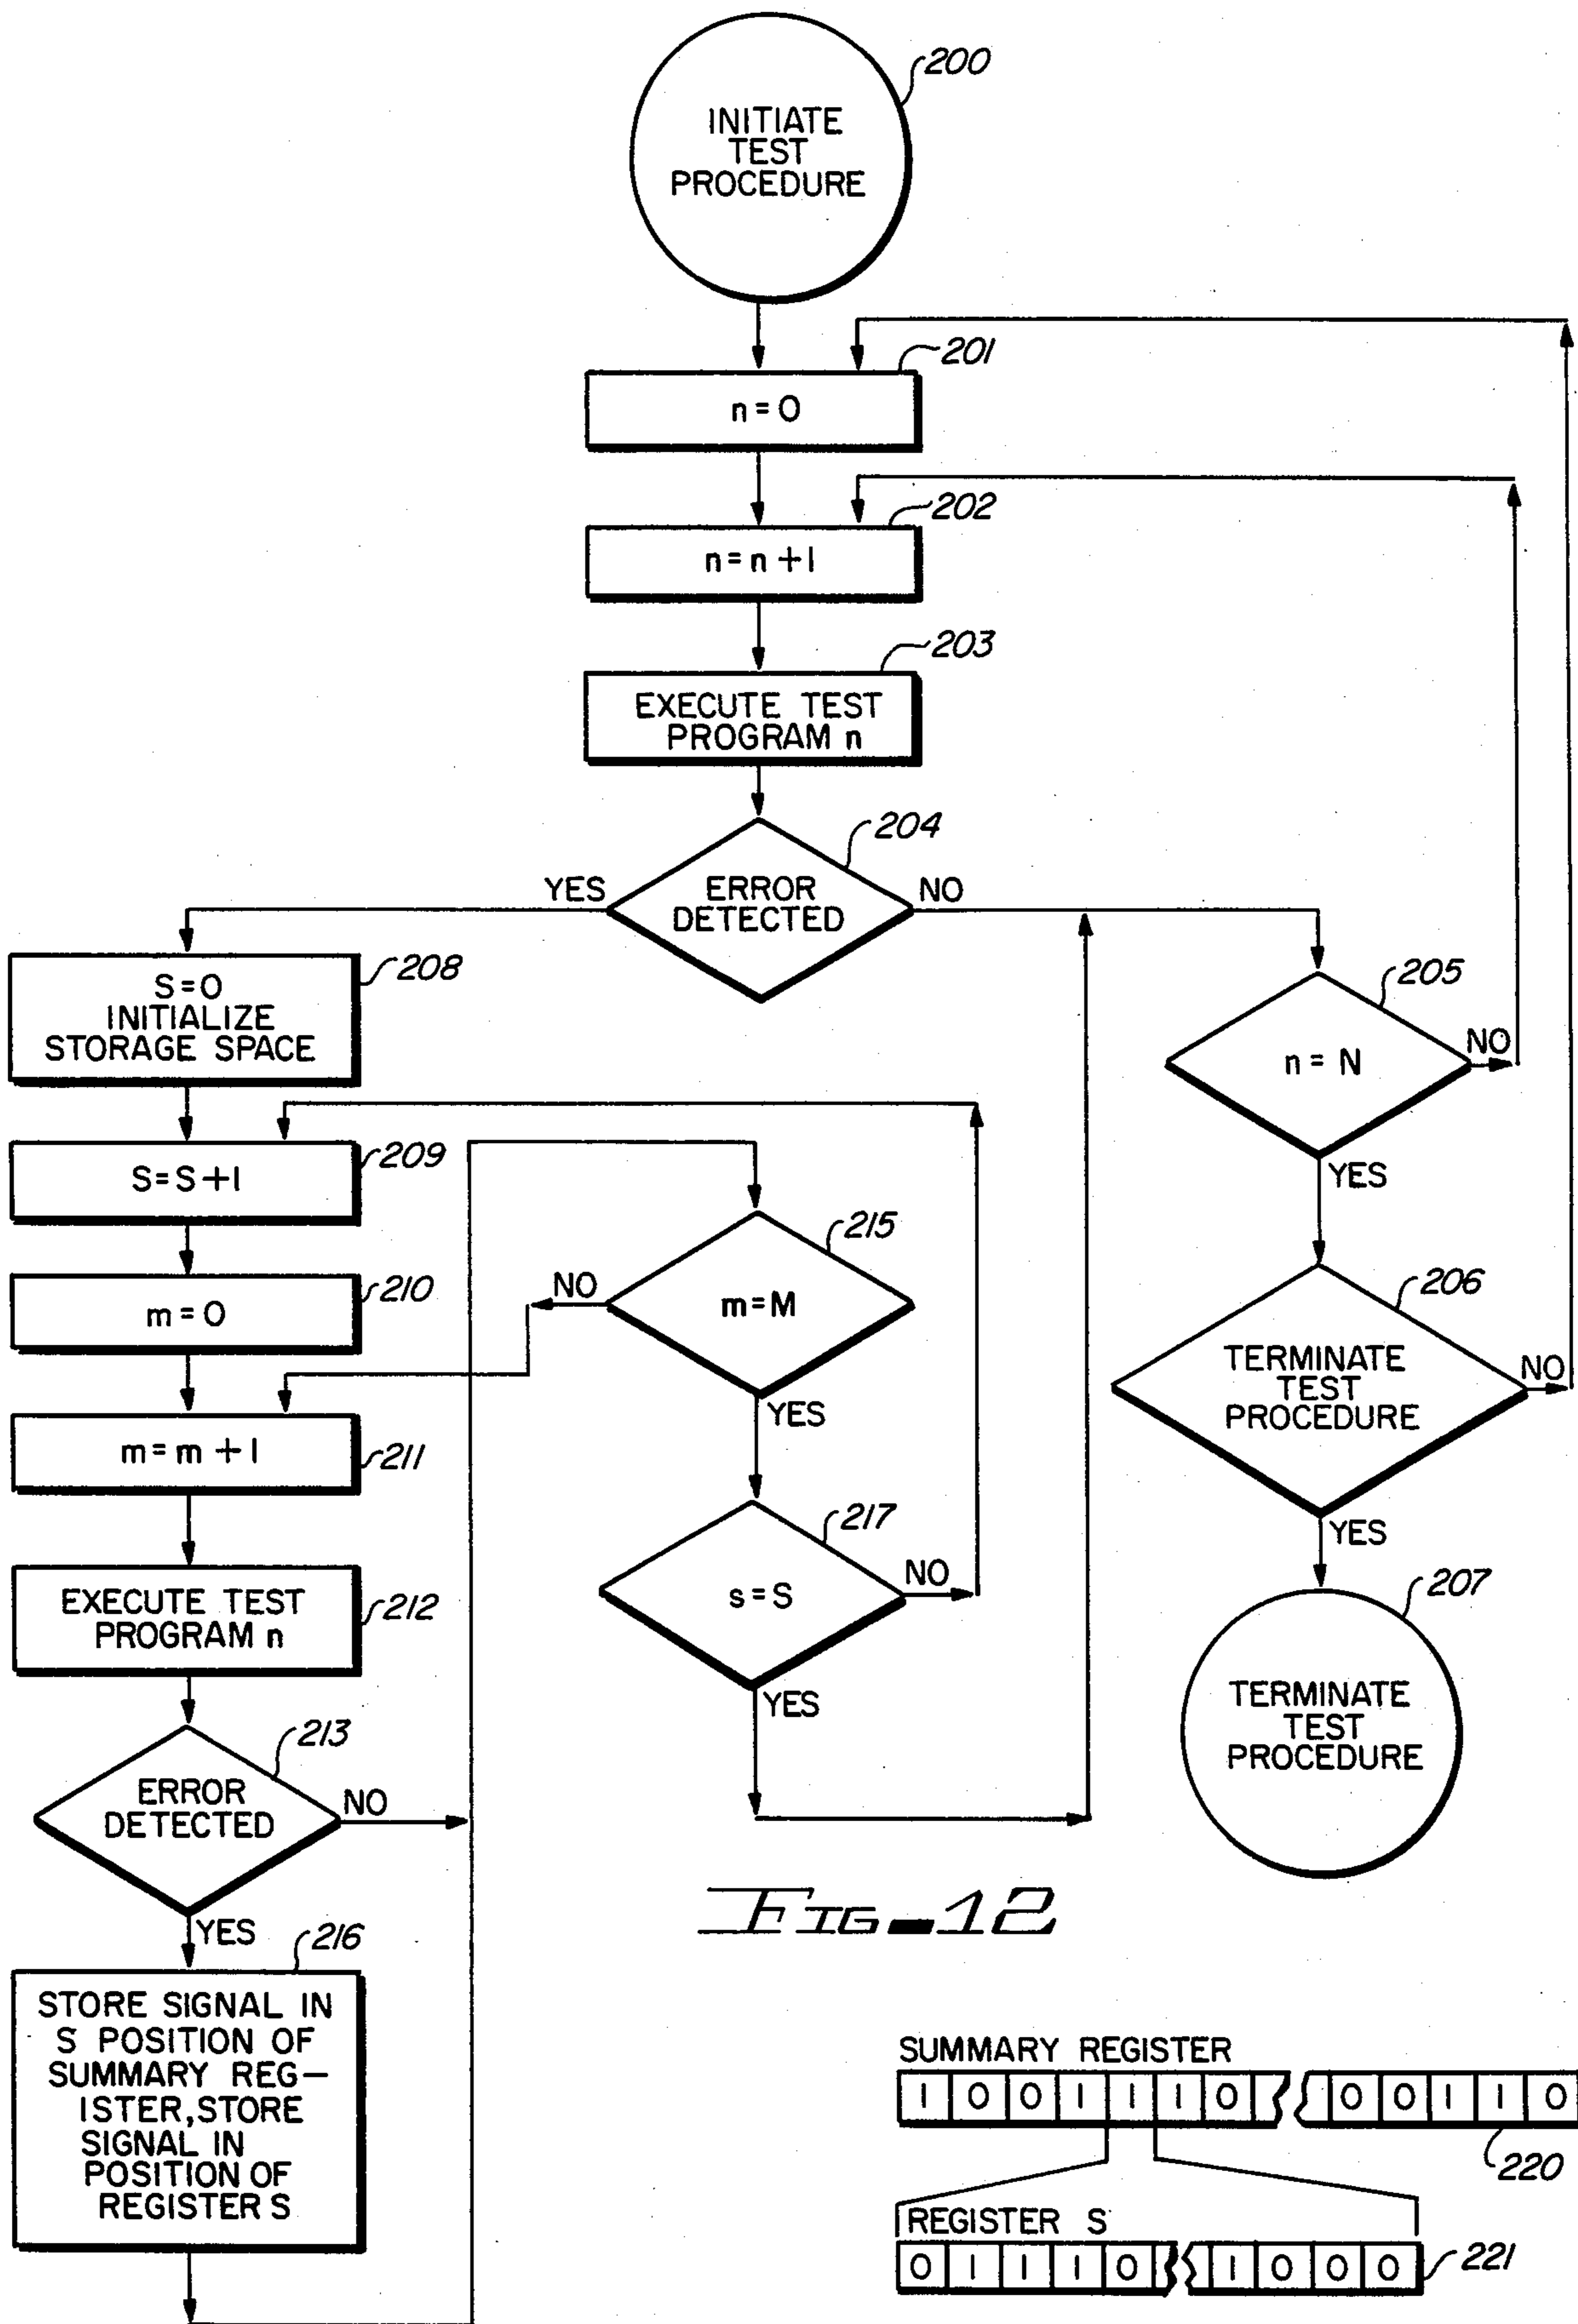 INITIATE
TEST
PROCEDURE
200
201
n = 0
202
n = n + 1
203
EXECUTE TEST
PROGRAM n
204
YES
ERROR
DETECTED
NO
208
S = 0
INITIALIZE
STORAGE SPACE
205
n = N
NO
YES
209
S = S + 1
215
m = M
NO
YES
210
m = 0
206
TERMINATE
TEST
PROCEDURE
NO
YES
211
m = m + 1
217
s = S
NO
YES
212
EXECUTE TEST
PROGRAM n
207
TERMINATE
TEST
PROCEDURE
213
ERROR
DETECTED
NO
YES
216
STORE SIGNAL IN
S POSITION OF
SUMMARY REG—
ISTER, STORE
SIGNAL IN
POSITION OF
REGISTER S
FIG-12
SUMMARY REGISTER
1 0 0 1 1 1 0 0 0 1 1 0
220
REGISTER S
0 1 1 1 0 1 0 0 0
221